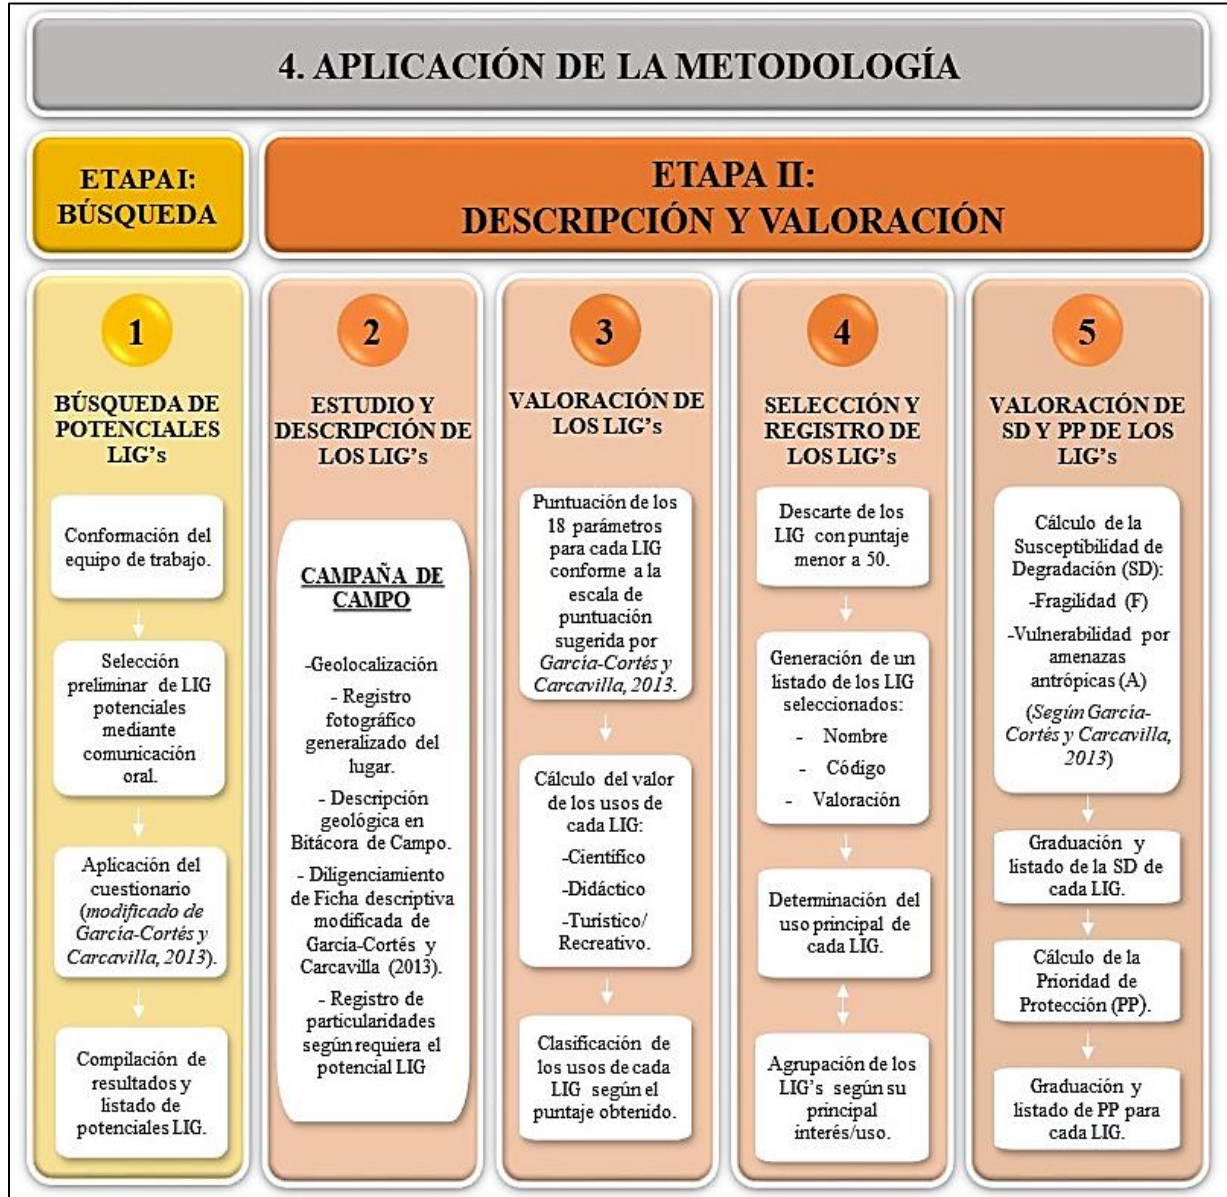 4. APLICACIÓN DE LA METODOLOGÍA
ETAPA I:
BÚSQUEDA
ETAPA II:
DESCRIPCIÓN Y VALORACIÓN
1
BÚSQUEDA DE
POTENCIALES
LIG's
Conformación del
equipo de trabajo.
Selección
preliminar de LIG
potenciales
mediante
comunicación
oral.
Aplicación del
cuestionario
(modificado de
García-Cortés y
Carcavilla, 2013).
Compilación de
resultados y
listado de
potenciales LIG.
2
ESTUDIO Y
DESCRIPCIÓN DE
LOS LIG's
CAMPAÑA DE
CAMPO
-Geolocalización
- Registro
fotográfico
generalizado del
lugar.
- Descripción
geológica en
Bitácora de Campo.
- Diligenciamiento
de Ficha descriptiva
modificada de
García-Cortés y
Carcavilla (2013).
- Registro de
particularidades
según requiera el
potencial LIG
3
VALORACIÓN DE
LOS LIG's
Puntuación de los
18 parámetros
para cada LIG
conforme a la
escala de
puntuación
sugerida por
García-Cortés y
Carcavilla, 2013.
Cálculo del valor
de los usos de
cada LIG:
-Científico
-Didáctico
-Turístico/
Recreativo.
Clasificación de
los usos de cada
LIG según el
puntaje obtenido.
4
SELECCIÓN Y
REGISTRO DE
LOS LIG's
Descarte de los
LIG con puntaje
menor a 50.
Generación de un
listado de los LIG
seleccionados:
- Nombre
- Código
- Valoración
Determinación del
uso principal de
cada LIG.
Agrupación de los
LIG's según su
principal
interés/uso.
5
VALORACIÓN DE
SD Y PP DE LOS
LIG's
Cálculo de la
Susceptibilidad de
Degradación (SD):
-Fragilidad (F)
-Vulnerabilidad por
amenazas
antrópicas (A)
(Según García-
Cortés y Carcavilla,
2013)
Graduación y
listado de la SD de
cada LIG.
Cálculo de la
Prioridad de
Protección (PP).
Graduación y
listado de PP para
cada LIG.